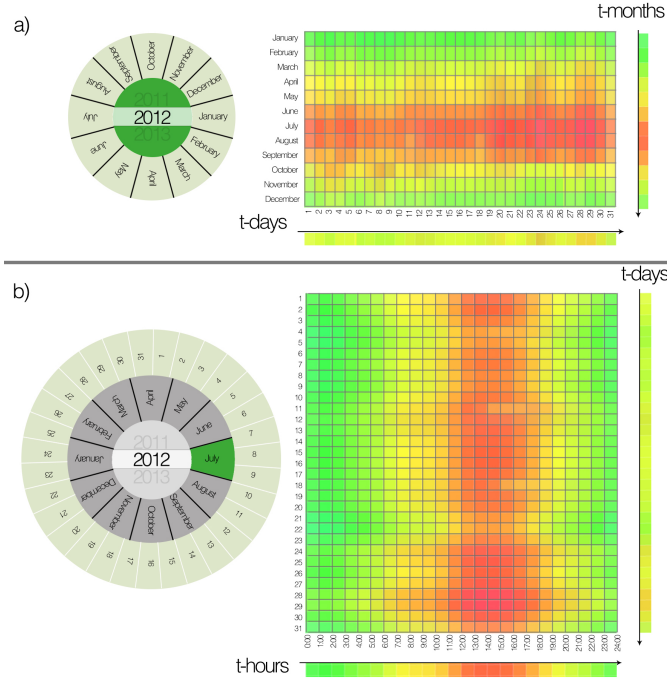 a)
t-months
September
October
November
August
December
2011
July
2012
January
2013
June
February
May
April
March
January
February
March
April
May
June
July
August
September
October
November
December
1 2 3 4 5 6 7 8 9 10 11 12 13 14 15 16 17 18 19 20 21 22 23 24 25 26 27 28 29 30 31
t-days
b)
t-days
31 1 2 3 4 5 6 7 8 9 10 11 12 13 14 15 16 17 18 19 20 21 22 23 24 25 26 27 28 29 30
April
May
June
July
August
September
October
November
December
January
February
March
2011
2012
2013
1
2
3
4
5
6
7
8
9
10
11
12
13
14
15
16
17
18
19
20
21
22
23
24
25
26
27
28
29
30
31
0:00 1:00 2:00 3:00 4:00 5:00 6:00 7:00 8:00 9:00 10:00 11:00 12:00 13:00 14:00 15:00 16:00 17:00 18:00 19:00 20:00 21:00 22:00 23:00 24:00
t-hours